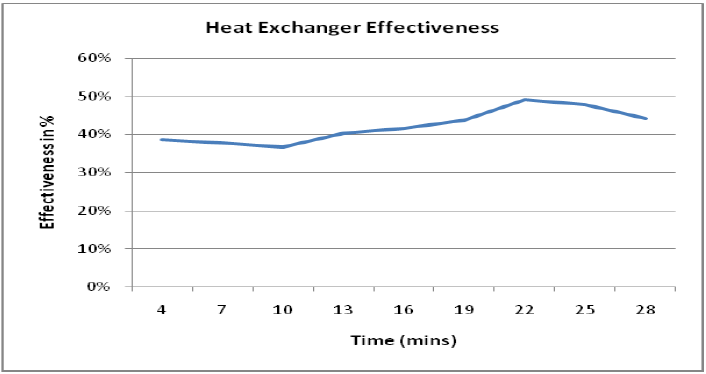 Heat Exchanger Effectiveness
60%
50%
40%
30%
20%
10%
0%
Effectiveness in %
4 7 10 13 16 19 22 25 28
Time (mins)